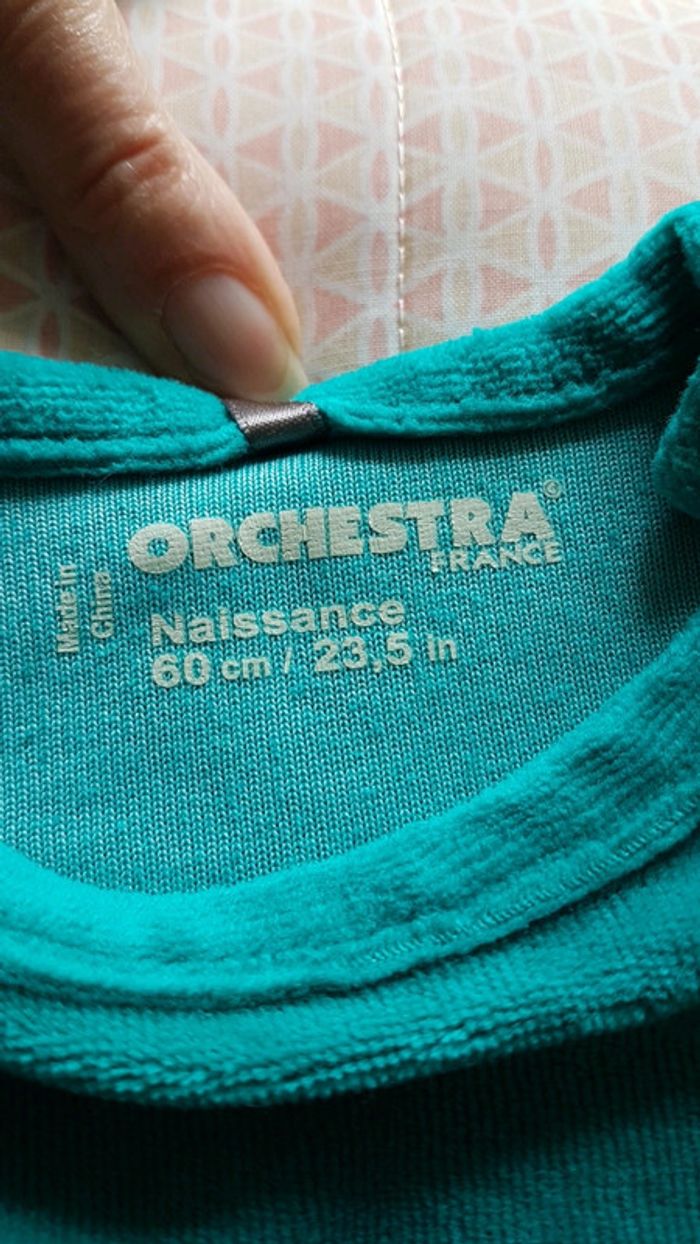 ORCHESTRA©
FRANCE
Made in
China
Naissance
60 cm / 23,5 in